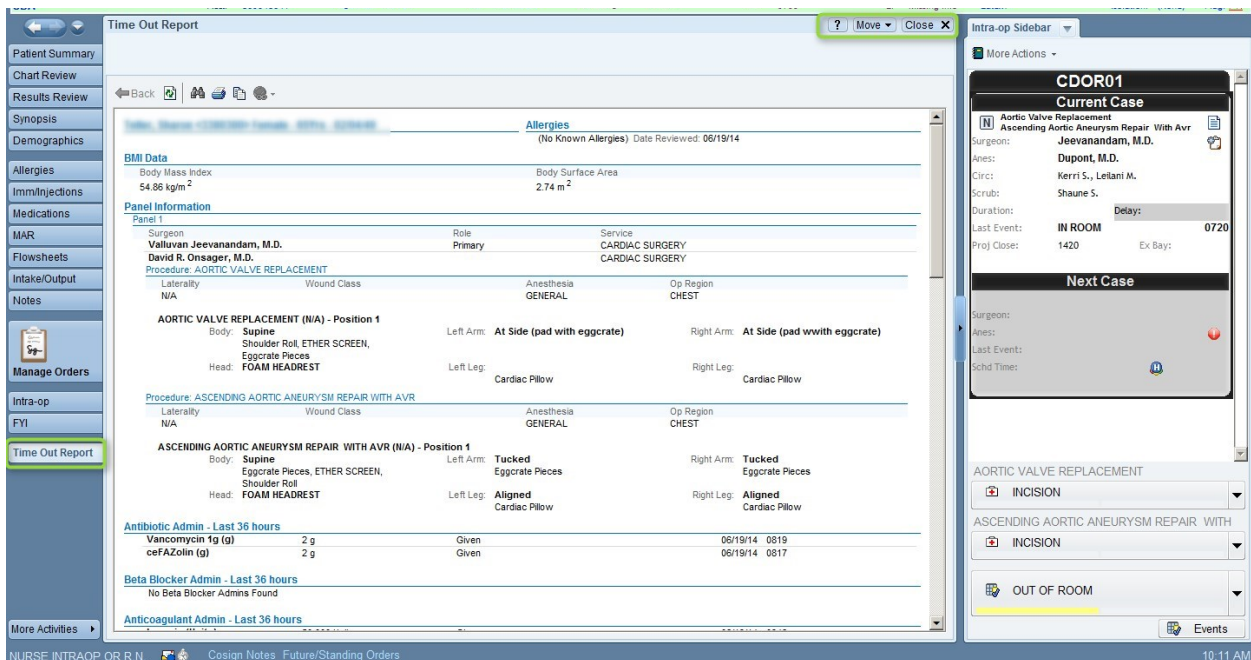 Time Out Report
? Move Close X
Intra-op Sidebar
More Actions
Patient Summary
Chart Review
Results Review
Synopsis
Demographics
Allergies
Imm/Injections
Medications
MAR
Flowsheets
Intake/Output
Notes
Manage Orders
Intra-op
FYI
Time Out Report
More Activities
Back
Allergies
(No Known Allergies) Date Reviewed: 06/19/14
BMI Data
Body Mass Index Body Surface Area
54.86 kg/m 2 2.74 m 2
Panel Information
Panel 1
Surgeon Role Service
Valluvan Jeevanandam, M.D. Primary CARDIAC SURGERY
David R. Onsager, M.D. CARDIAC SURGERY
Procedure: AORTIC VALVE REPLACEMENT
Laterality Wound Class Anesthesia Op Region
N/A GENERAL CHEST
AORTIC VALVE REPLACEMENT (N/A) - Position 1
Body: Supine Left Arm: At Side (pad with eggcrate) Right Arm: At Side (pad wwith eggcrate)
Shoulder Roll, ETHER SCREEN,
Eggcrate Pieces
Head: FOAM HEADREST Left Leg: Right Leg:
Cardiac Pillow Cardiac Pillow
Procedure: ASCENDING AORTIC ANEURYSM REPAIR WITH AVR
Laterality Wound Class Anesthesia Op Region
N/A GENERAL CHEST
ASCENDING AORTIC ANEURYSM REPAIR WITH AVR (N/A) - Position 1
Body: Supine Left Arm: Tucked Right Arm: Tucked
Eggcrate Pieces, ETHER SCREEN, Eggcrate Pieces Eggcrate Pieces
Shoulder Roll
Head: FOAM HEADREST Left Leg: Aligned Right Leg: Aligned
Cardiac Pillow Cardiac Pillow
Antibiotic Admin - Last 36 hours
Vancomycin 1g (g) 2 g Given 06/19/14 0819
ceFAZolin (g) 2 g Given 06/19/14 0817
Beta Blocker Admin - Last 36 hours
No Beta Blocker Admins Found
Anticoagulant Admin - Last 36 hours
CDOR01
Current Case
N Aortic Valve Replacement
Ascending Aortic Aneurysm Repair With Avr
Surgeon: Jeevanandam, M.D.
Anes: Dupont, M.D.
Circ: Kerri S., Leilani M.
Scrub: Shaune S.
Duration: Delay:
Last Event: IN ROOM 0720
Proj Close: 1420 Ex Bay:
Next Case
Surgeon:
Anes:
Last Event:
Schd Time: H
AORTIC VALVE REPLACEMENT
INCISION
ASCENDING AORTIC ANEURYSM REPAIR WITH
INCISION
OUT OF ROOM
Events
NURSE INTRAOP OR R.N. Cosign Notes Future/Standing Orders 10:11 AM